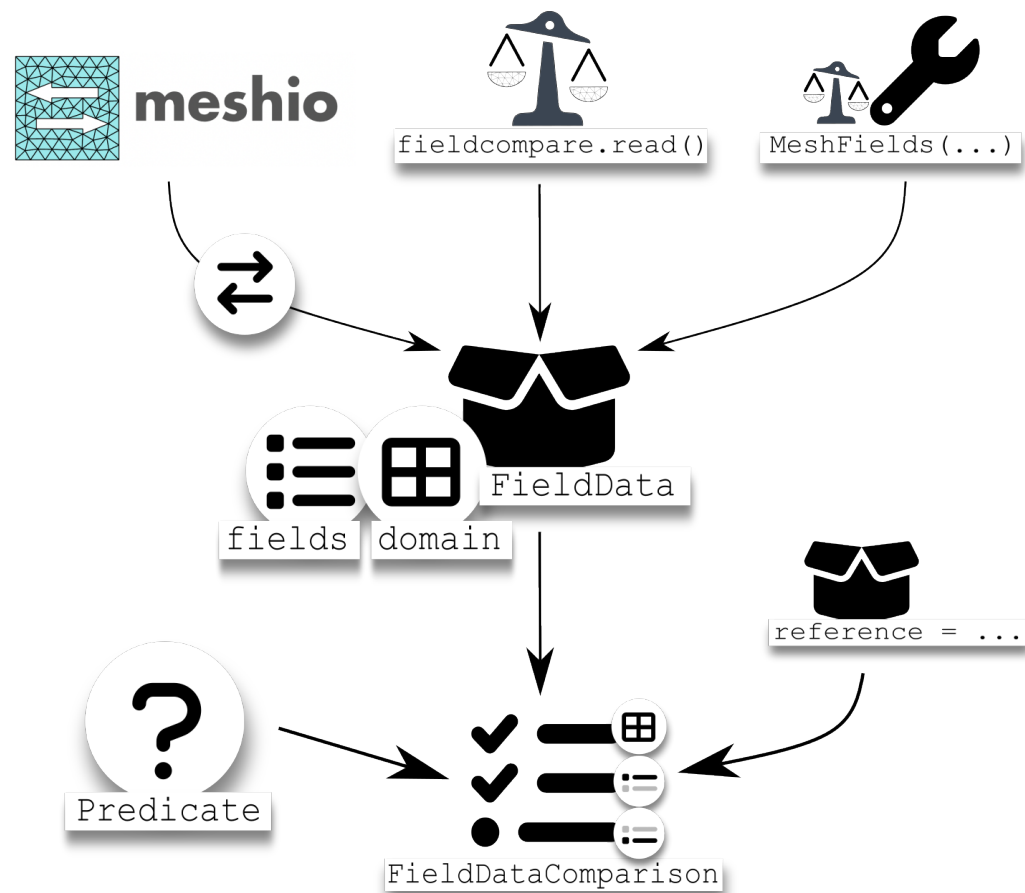 meshio
fieldcompare.read()
MeshFields(...)
FieldData
fields
domain
reference = ...
Predicate
FieldDataComparison